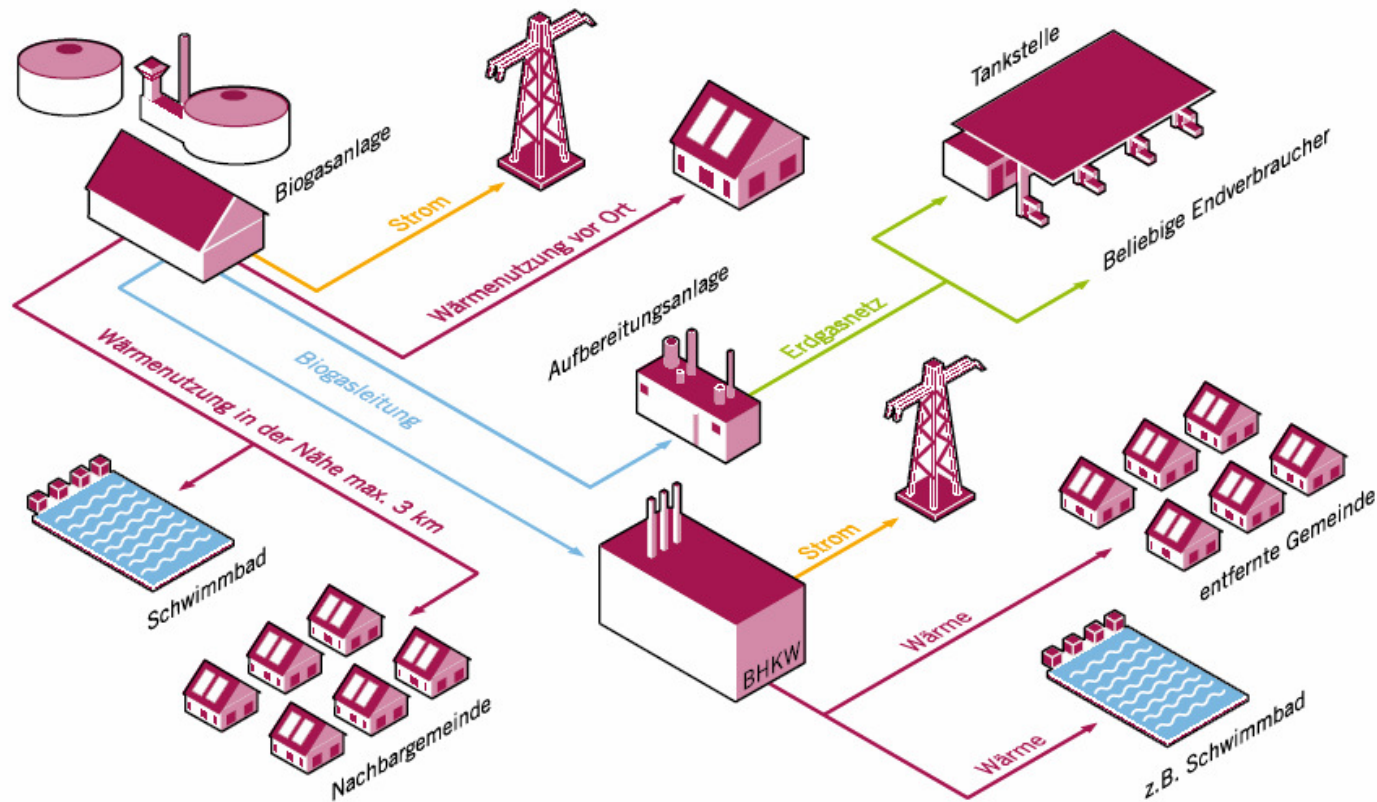 Tankstelle
Biogasanlage
Strom
Wärmenutzung vor Ort
Beliebige Endverbraucher
Aufbereitungsanlage
Erdgasnetz
Biogasleitung
Wärmenutzung in der Nähe max. 3 km
Schwimmbad
Nachbargemeinde
Strom
entfernte Gemeinde
BHKW
Wärme
Wärme
z.B. Schwimmbad